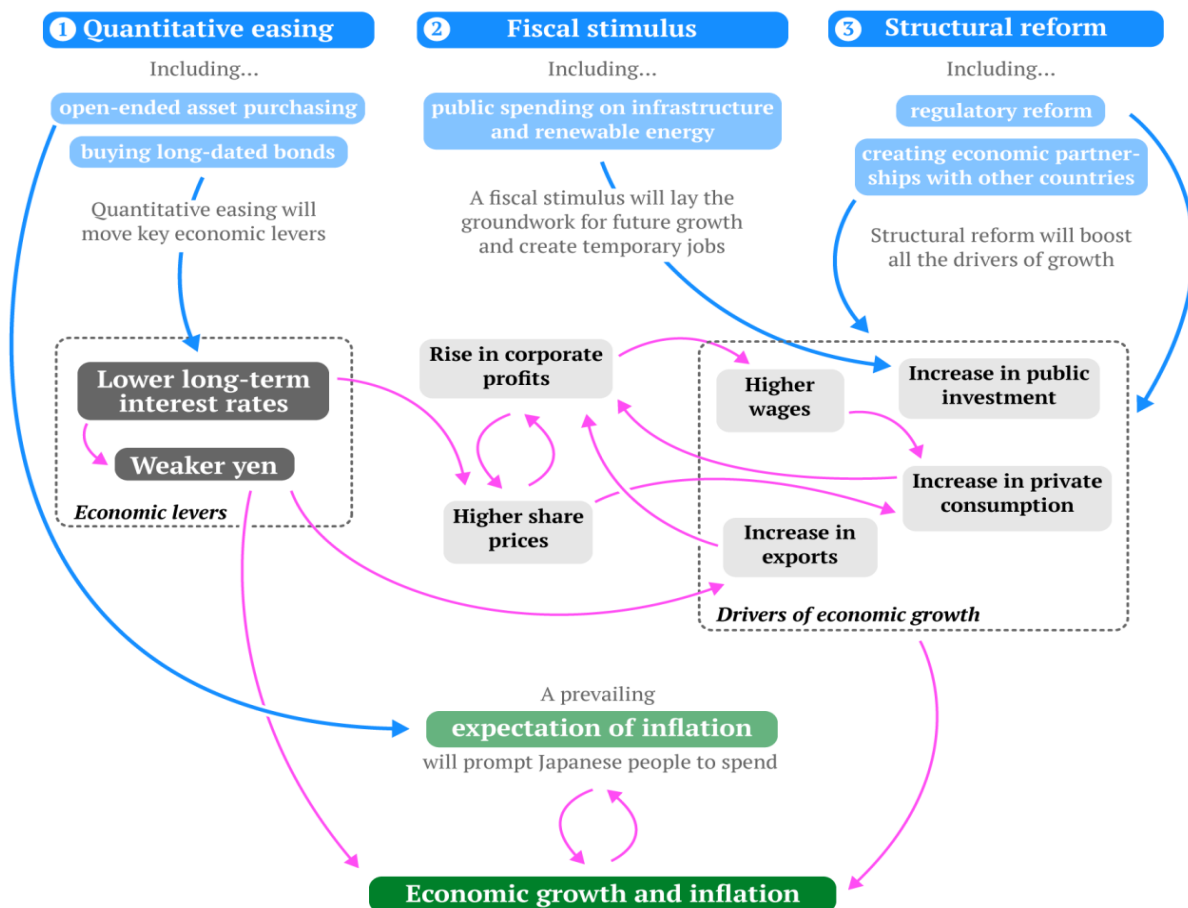 1 Quantitative easing
Including...
open-ended asset purchasing
buying long-dated bonds
Quantitative easing will
move key economic levers
2 Fiscal stimulus
Including...
public spending on infrastructure
and renewable energy
A fiscal stimulus will lay the
groundwork for future growth
and create temporary jobs
3 Structural reform
Including...
regulatory reform
creating economic partner-
ships with other countries
Structural reform will boost
all the drivers of growth
Lower long-term
interest rates
Weaker yen
Economic levers
Rise in corporate
profits
Higher share
prices
Higher
wages
Increase in public
investment
Increase in private
consumption
Increase in
exports
Drivers of economic growth
A prevailing
expectation of inflation
will prompt Japanese people to spend
Economic growth and inflation